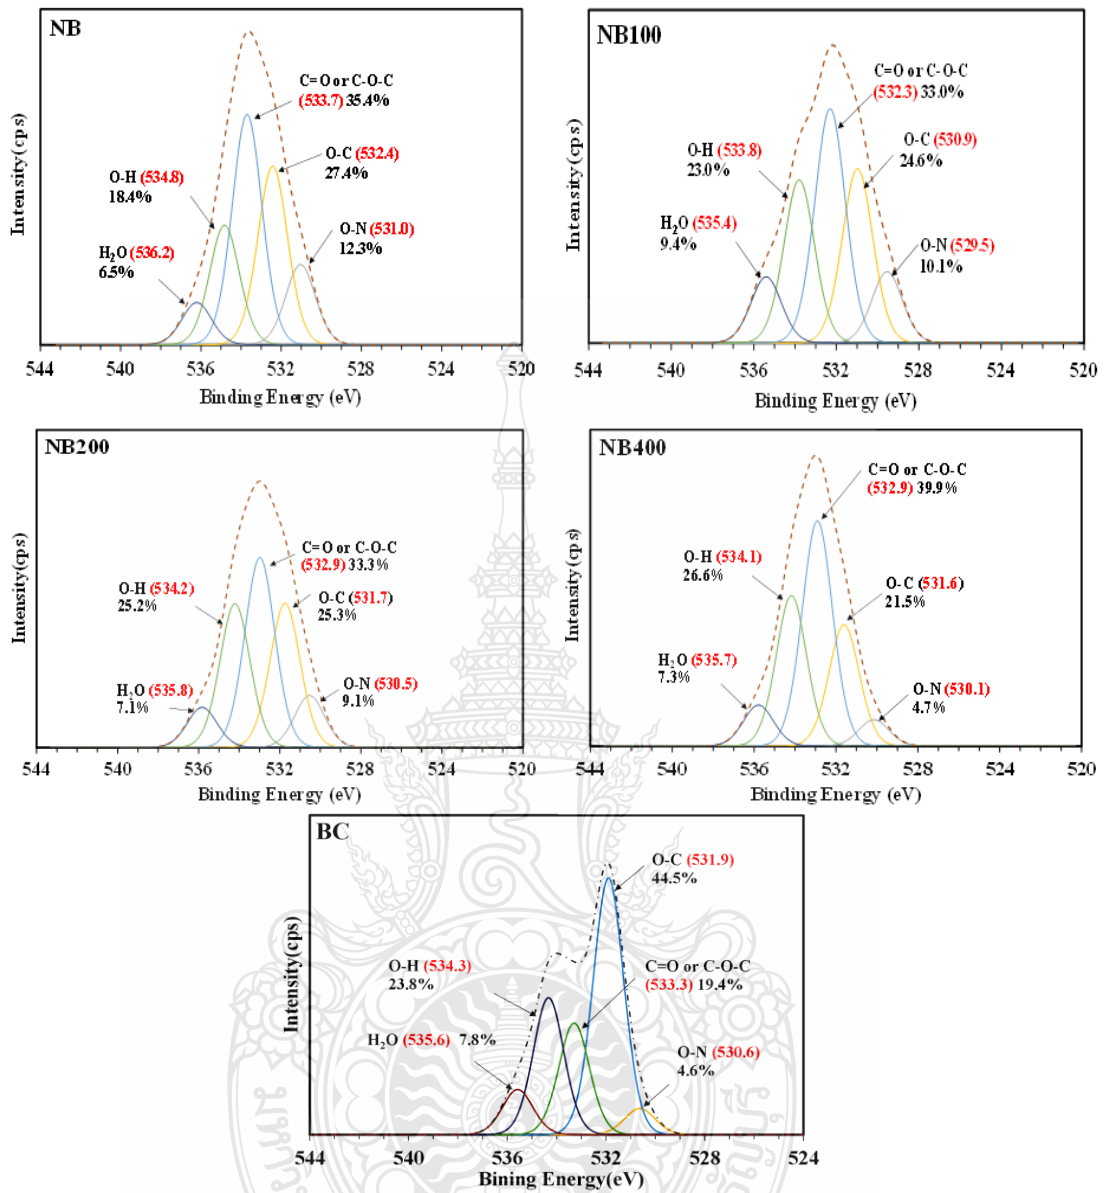 NB
C=O or C-O-C
(533.7) 35.4%
O-C (532.4)
27.4%
O-H (534.8)
18.4%
O-N (531.0)
12.3%
H₂O (536.2)
6.5%
Intensity(cps)
544 540 536 532 528 524 520
Binding Energy (eV)
NB100
C=O or C-O-C
(532.3) 33.0%
O-C (530.9)
24.6%
O-H (533.8)
23.0%
H₂O (535.4)
9.4%
O-N (529.5)
10.1%
Intensity(cps)
544 540 536 532 528 524 520
Binding Energy (eV)
NB200
C=O or C-O-C
(532.9) 33.3%
O-H (534.2)
25.2%
O-C (531.7)
25.3%
H₂O (535.8)
7.1%
O-N (530.5)
9.1%
Intensity(cps)
544 540 536 532 528 524 520
Binding Energy (eV)
NB400
C=O or C-O-C
(532.9) 39.9%
O-H (534.1)
26.6%
O-C (531.6)
21.5%
H₂O (535.7)
7.3%
O-N (530.1)
4.7%
Intensity(cps)
544 540 536 532 528 524 520
Binding Energy (eV)
BC
O-C (531.9)
44.5%
O-H (534.3)
23.8%
C=O or C-O-C
(533.3) 19.4%
H₂O (535.6) 7.8%
O-N (530.6)
4.6%
Intensity(cps)
544 540 536 532 528 524
Bining Energy(eV)